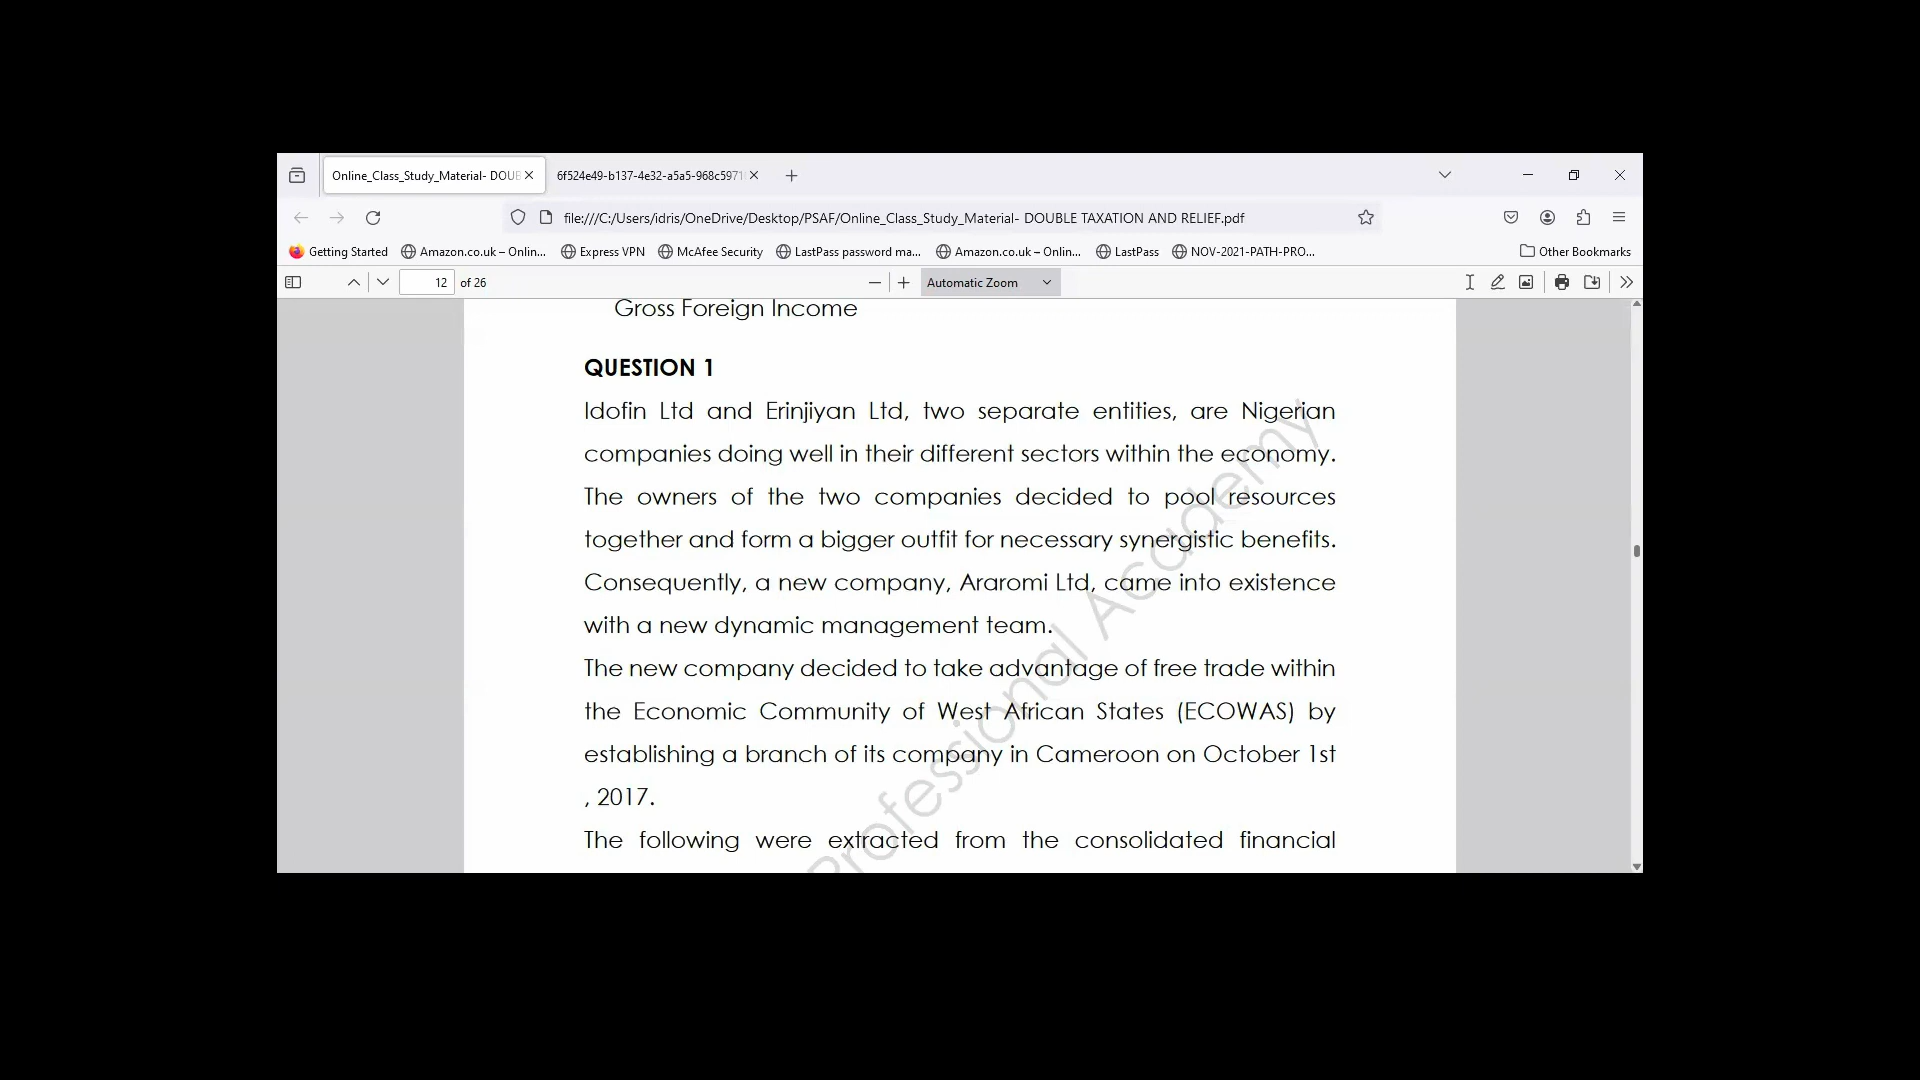 Online_Class_Study_Material- DOUB
6f524e49-b137-4e32-a5a5-968c5971
file:///C:/Users/idris/OneDrive/Desktop/PSAF/Online_Class_Study_Material- DOUBLE TAXATION AND RELIEF.pdf
Getting Started Amazon.co.uk – Onlin... Express VPN McAfee Security LastPass password ma... Amazon.co.uk – Onlin... LastPass NOV-2021-PATH-PRO... Other Bookmarks
12 of 26 Automatic Zoom
Gross Foreign Income
QUESTION 1
Idofin Ltd and Erinjiyan Ltd, two separate entities, are Nigerian
companies doing well in their different sectors within the economy.
The owners of the two companies decided to pool resources
together and form a bigger outfit for necessary synergistic benefits.
Consequently, a new company, Araromi Ltd, came into existence
with a new dynamic management team.
The new company decided to take advantage of free trade within
the Economic Community of West African States (ECOWAS) by
establishing a branch of its company in Cameroon on October 1st
, 2017.
The following were extracted from the consolidated financial
Professional Academy